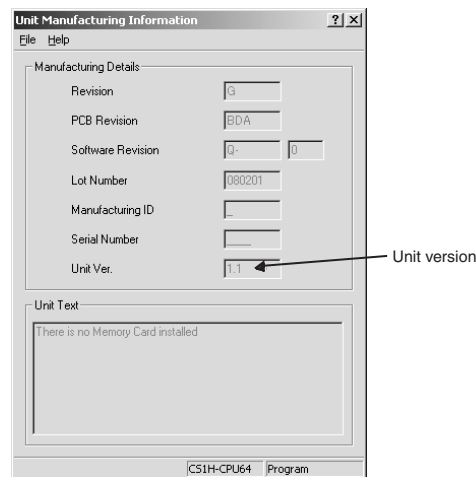 Unit Manufacturing Information
File Help
Manufacturing Details
Revision G
PCB Revision BDA
Software Revision Q- 0
Lot Number 080201
Manufacturing ID _
Serial Number ___
Unit Ver. 1.1
Unit version
Unit Text
There is no Memory Card installed
CS1H-CPU64 Program